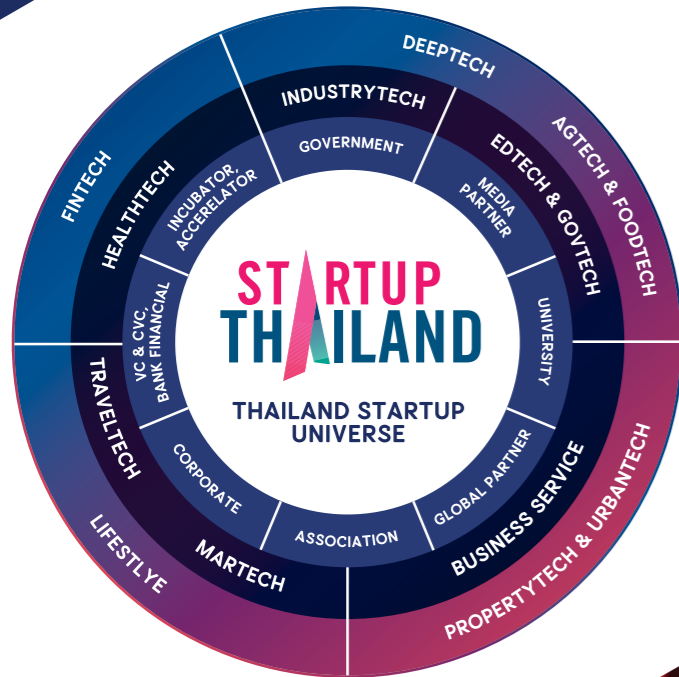 DEEPTECH
AGTECH & FOODTECH
PROPERTYTECH & URBANTECH
LIFESTLYE
FINTECH
INDUSTRYTECH
EDTECH & GOVTECH
BUSINESS SERVICE
MARTECH
TRAVELTECH
HEALTHTECH
GOVERNMENT
MEDIA
PARTNER
UNIVERSITY
GLOBAL PARTNER
ASSOCIATION
CORPORATE
VC & CVC,
BANK FINANCIAL
INCUBATOR,
ACCERELATOR
STARTUP
THAILAND
THAILAND STARTUP
UNIVERSE